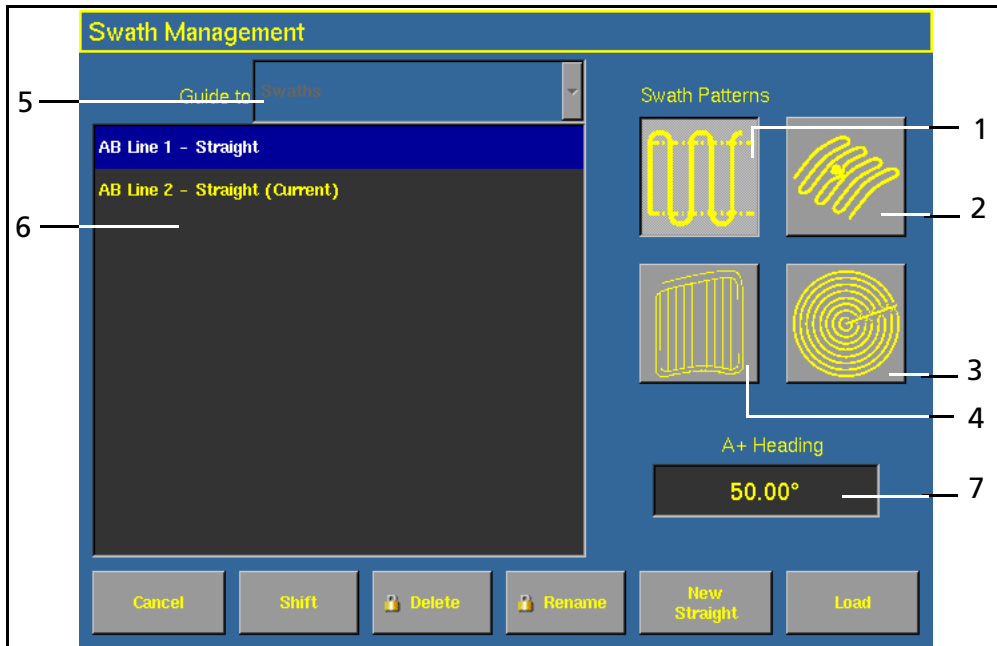 Swath Management
Guide to Swaths
5
Swath Patterns
1
AB Line 1 - Straight
AB Line 2 - Straight (Current)
2
6
3
4
A+ Heading
50.00°
7
Cancel
Shift
Delete
Rename
New
Straight
Load